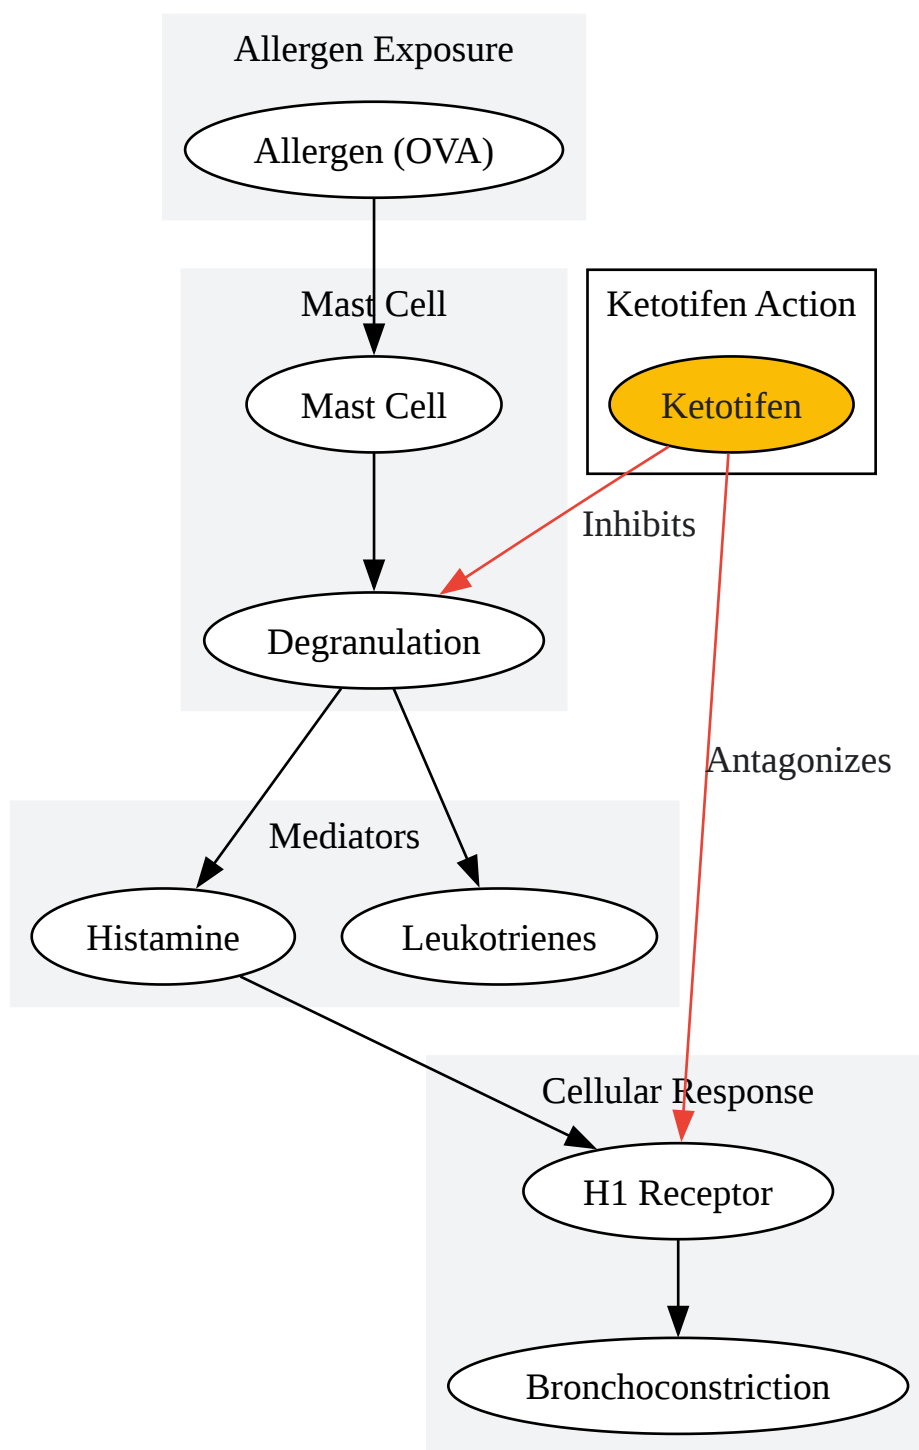 Allergen Exposure
Allergen (OVA)
Mast Cell
Ketotifen Action
Mast Cell
Ketotifen
Inhibits
Degranulation
Antagonizes
Mediators
Histamine
Leukotrienes
Cellular Response
H1 Receptor
Bronchoconstriction